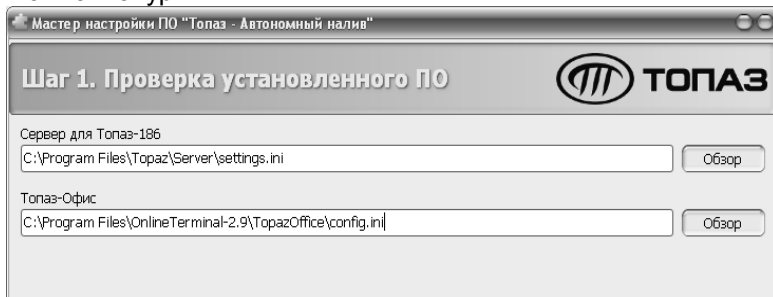 Мастер настройки ПО "Топаз - Автономный налив"
Шаг 1. Проверка установленного ПО
ТОПАЗ
Сервер для Топаз-186
C:\Program Files\Topaz\Server\settings.ini
Обзор
Топаз-Офис
C:\Program Files\OnlineTerminal-2.9\TopazOffice\config.ini
Обзор